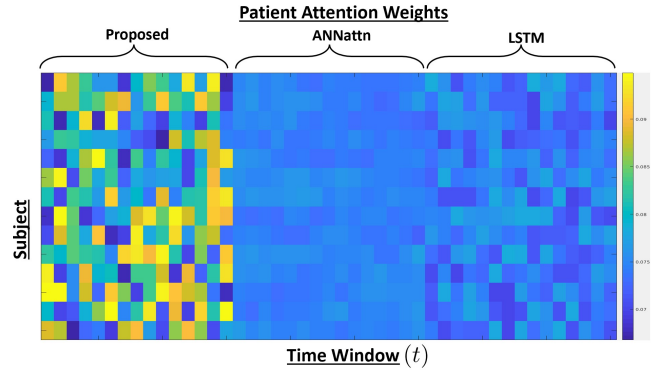 Patient Attention Weights
Proposed
ANNattn
LSTM
Subject
0.09
0.085
0.08
0.075
0.07
Time Window (t)